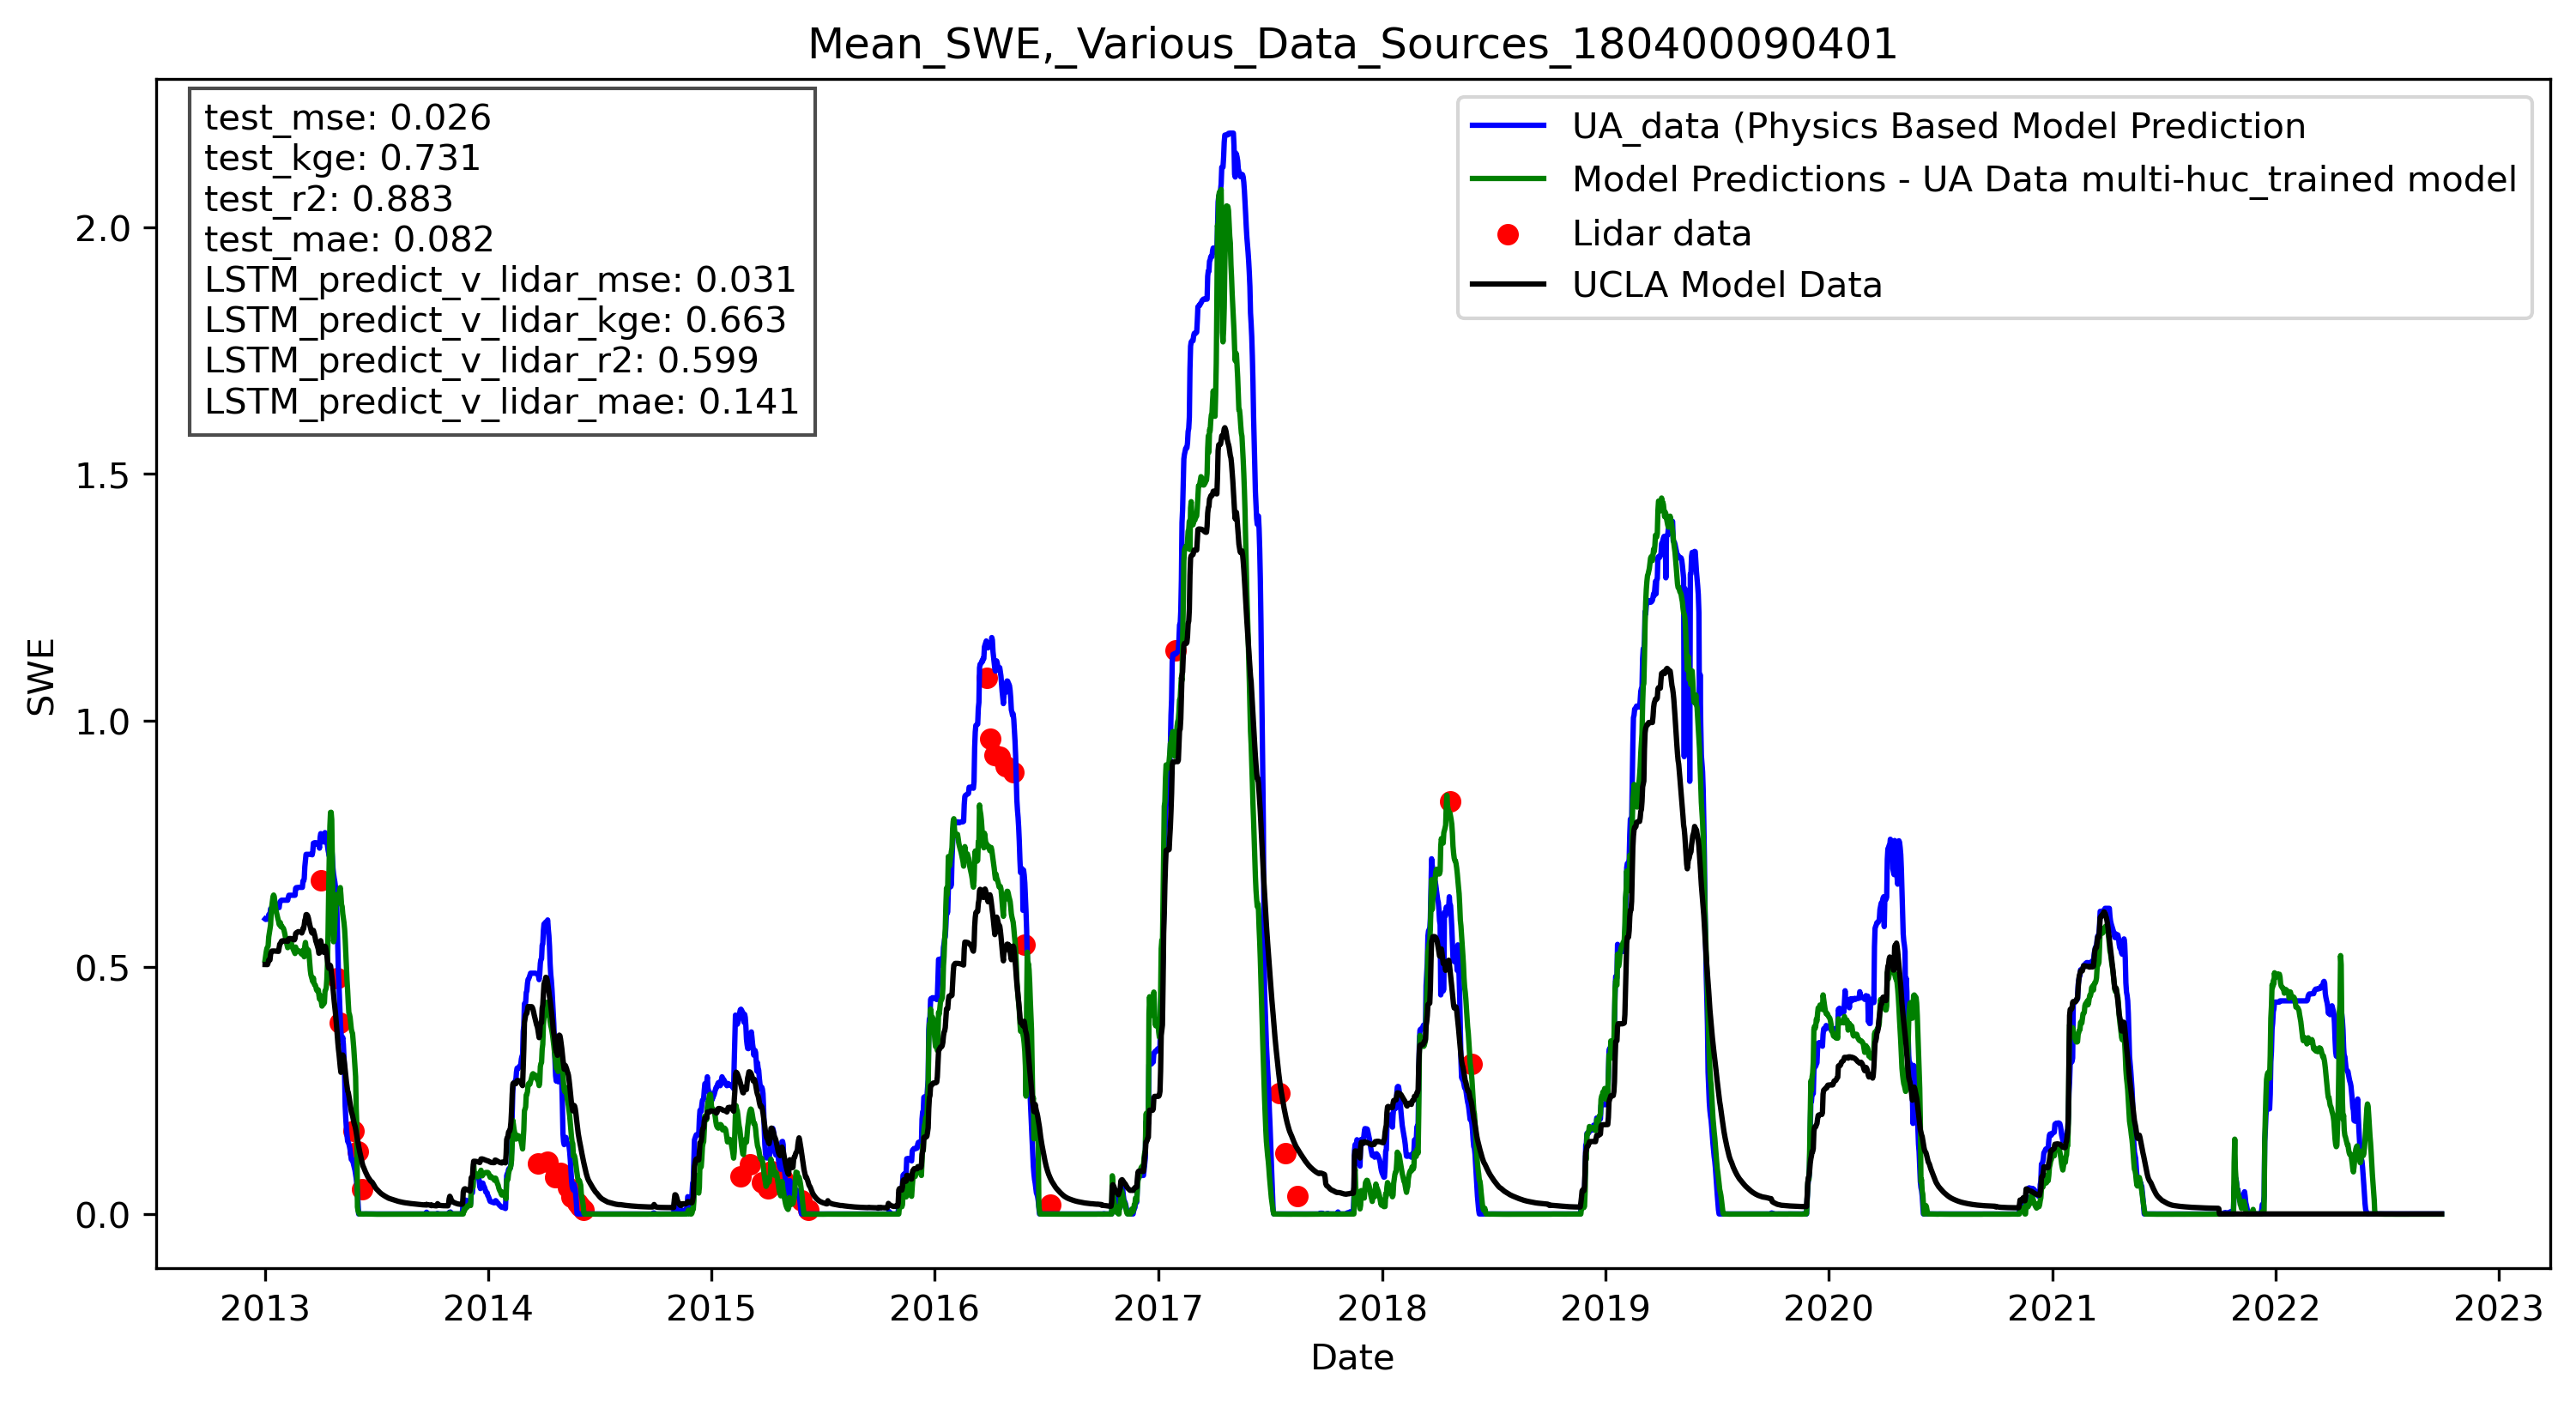 Mean_SWE,_Various_Data_Sources_180400090401
test_mse: 0.026
test_kge: 0.731
test_r2: 0.883
test_mae: 0.082
LSTM_predict_v_lidar_mse: 0.031
LSTM_predict_v_lidar_kge: 0.663
LSTM_predict_v_lidar_r2: 0.599
LSTM_predict_v_lidar_mae: 0.141
UA_data (Physics Based Model Prediction
Model Predictions - UA Data multi-huc_trained model
Lidar data
UCLA Model Data
SWE
2.0
1.5
1.0
0.5
0.0
2013 2014 2015 2016 2017 2018 2019 2020 2021 2022 2023
Date